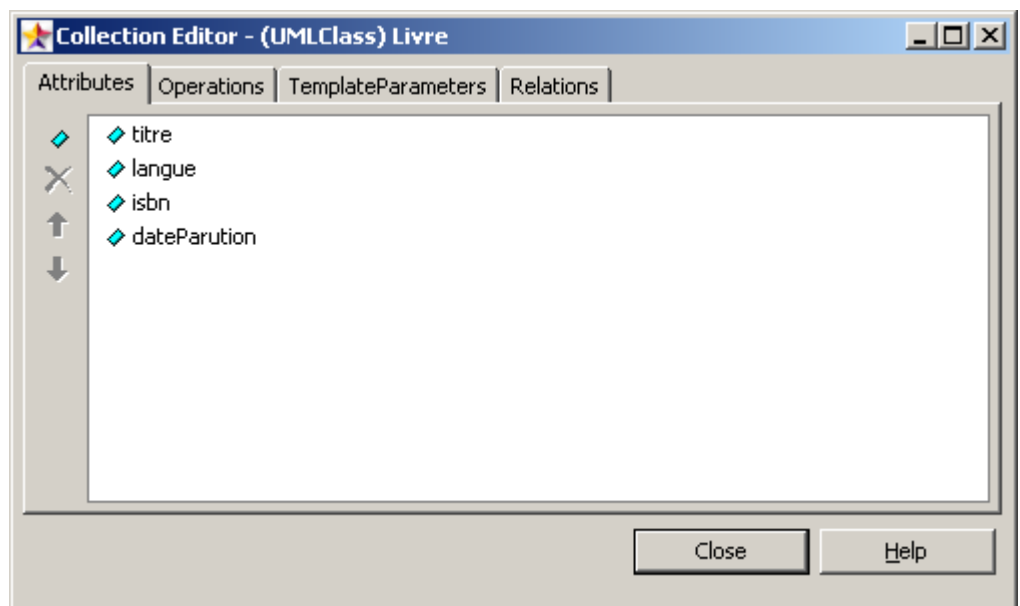 Collection Editor - (UMLClass) Livre
Attributes Operations TemplateParameters Relations
titre
langue
isbn
dateParution
Close Help